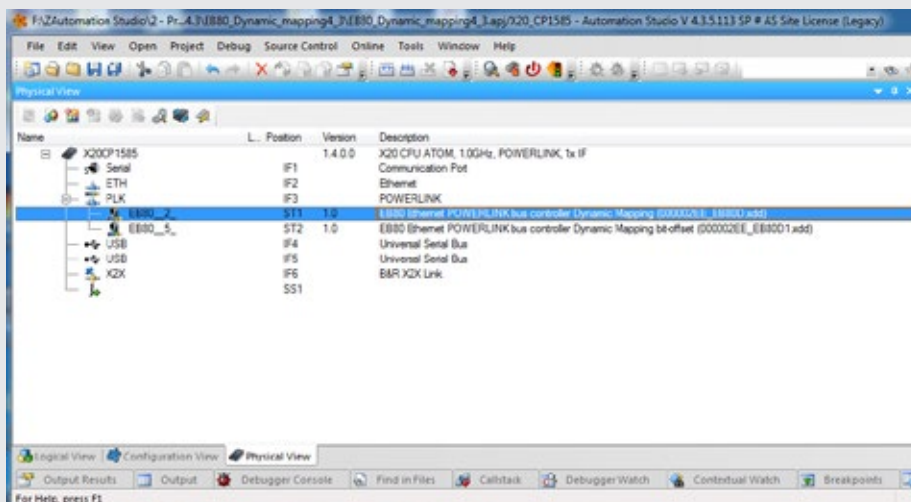 F:\ZAutomation Studio\2 - Pr...4.3\EB80_Dynamic_mapping4_3\EB80_Dynamic_mapping4_3.apj/X20_CP1585 - Automation Studio V 4.3.5.113 SP # AS Site License (Legacy)
File Edit View Open Project Debug Source Control Online Tools Window Help
Physical View
Name L... Position Version Description
X20CP1585 1.4.0.0 X20 CPU ATOM, 1.0GHz, POWERLINK, 1x IF
Serial IF1 Communication Port
ETH IF2 Ethernet
PLK IF3 POWERLINK
EB80__2_ ST1 1.0 EB80 Ethernet POWERLINK bus controller Dynamic Mapping (000002EE_EB80D.xdd)
EB80__5_ ST2 1.0 EB80 Ethernet POWERLINK bus controller Dynamic Mapping bit-offset (000002EE_EB80D1.xdd)
USB IF4 Universal Serial Bus
USB IF5 Universal Serial Bus
X2X IF6 B&R X2X Link
SS1
Logical View Configuration View Physical View
Output Results Output Debugger Console Find in Files Callstack Debugger Watch Contextual Watch Breakpoints
For Help, press F1